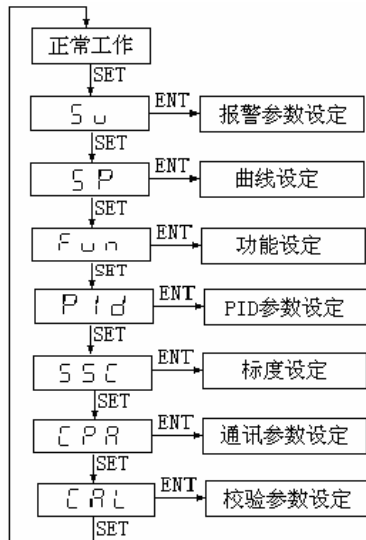 正常工作
SET
ENT
Su 报警参数设定
SET
ENT
SP 曲线设定
SET
ENT
Fun 功能设定
SET
ENT
PId PID参数设定
SET
ENT
SSC 标度设定
SET
ENT
CPA 通讯参数设定
SET
ENT
CAL 校验参数设定
SET